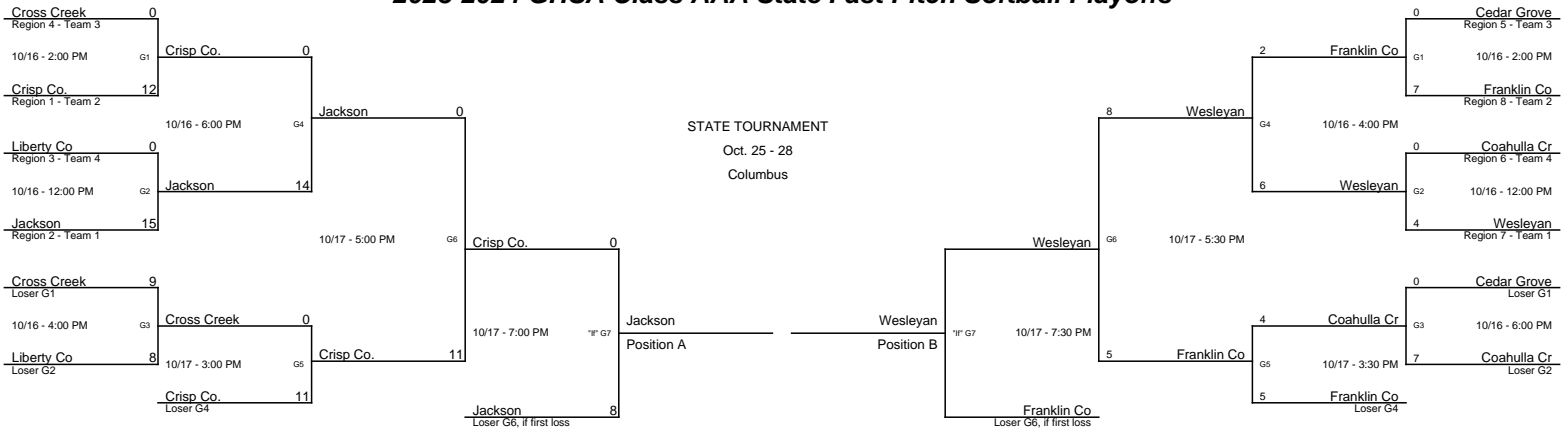 2023-2024 GHSA Class AAA State Fast Pitch Softball Playoffs
Cross Creek 0
Region 4 - Team 3
10/16 - 2:00 PM G1
Crisp Co. 0
Crisp Co. 12
Region 1 - Team 2
10/16 - 6:00 PM G4
Jackson 0
Liberty Co 0
Region 3 - Team 4
10/16 - 12:00 PM G2
Jackson 14
Jackson 15
Region 2 - Team 1
10/17 - 5:00 PM G6
Crisp Co. 0
Cross Creek 9
Loser G1
10/16 - 4:00 PM G3
Cross Creek 0
Liberty Co 8
Loser G2
10/17 - 3:00 PM G5
Crisp Co. 11
Crisp Co. 11
Loser G4
10/17 - 7:00 PM "If" G7
Jackson
Position A
Jackson 8
Loser G6, if first loss
STATE TOURNAMENT
Oct. 25 - 28
Columbus
0 Cedar Grove
Region 5 - Team 3
2 Franklin Co
G1 10/16 - 2:00 PM
7 Franklin Co
Region 8 - Team 2
8 Wesleyan
G4 10/16 - 4:00 PM
0 Coahulla Cr
Region 6 - Team 4
6 Wesleyan
G2 10/16 - 12:00 PM
4 Wesleyan
Region 7 - Team 1
Wesleyan
G6 10/17 - 5:30 PM
0 Cedar Grove
Loser G1
4 Coahulla Cr
G3 10/16 - 6:00 PM
7 Coahulla Cr
Loser G2
5 Franklin Co
G5 10/17 - 3:30 PM
5 Franklin Co
Loser G4
Wesleyan
Position B
"If" G7 10/17 - 7:30 PM
Franklin Co
Loser G6, if first loss